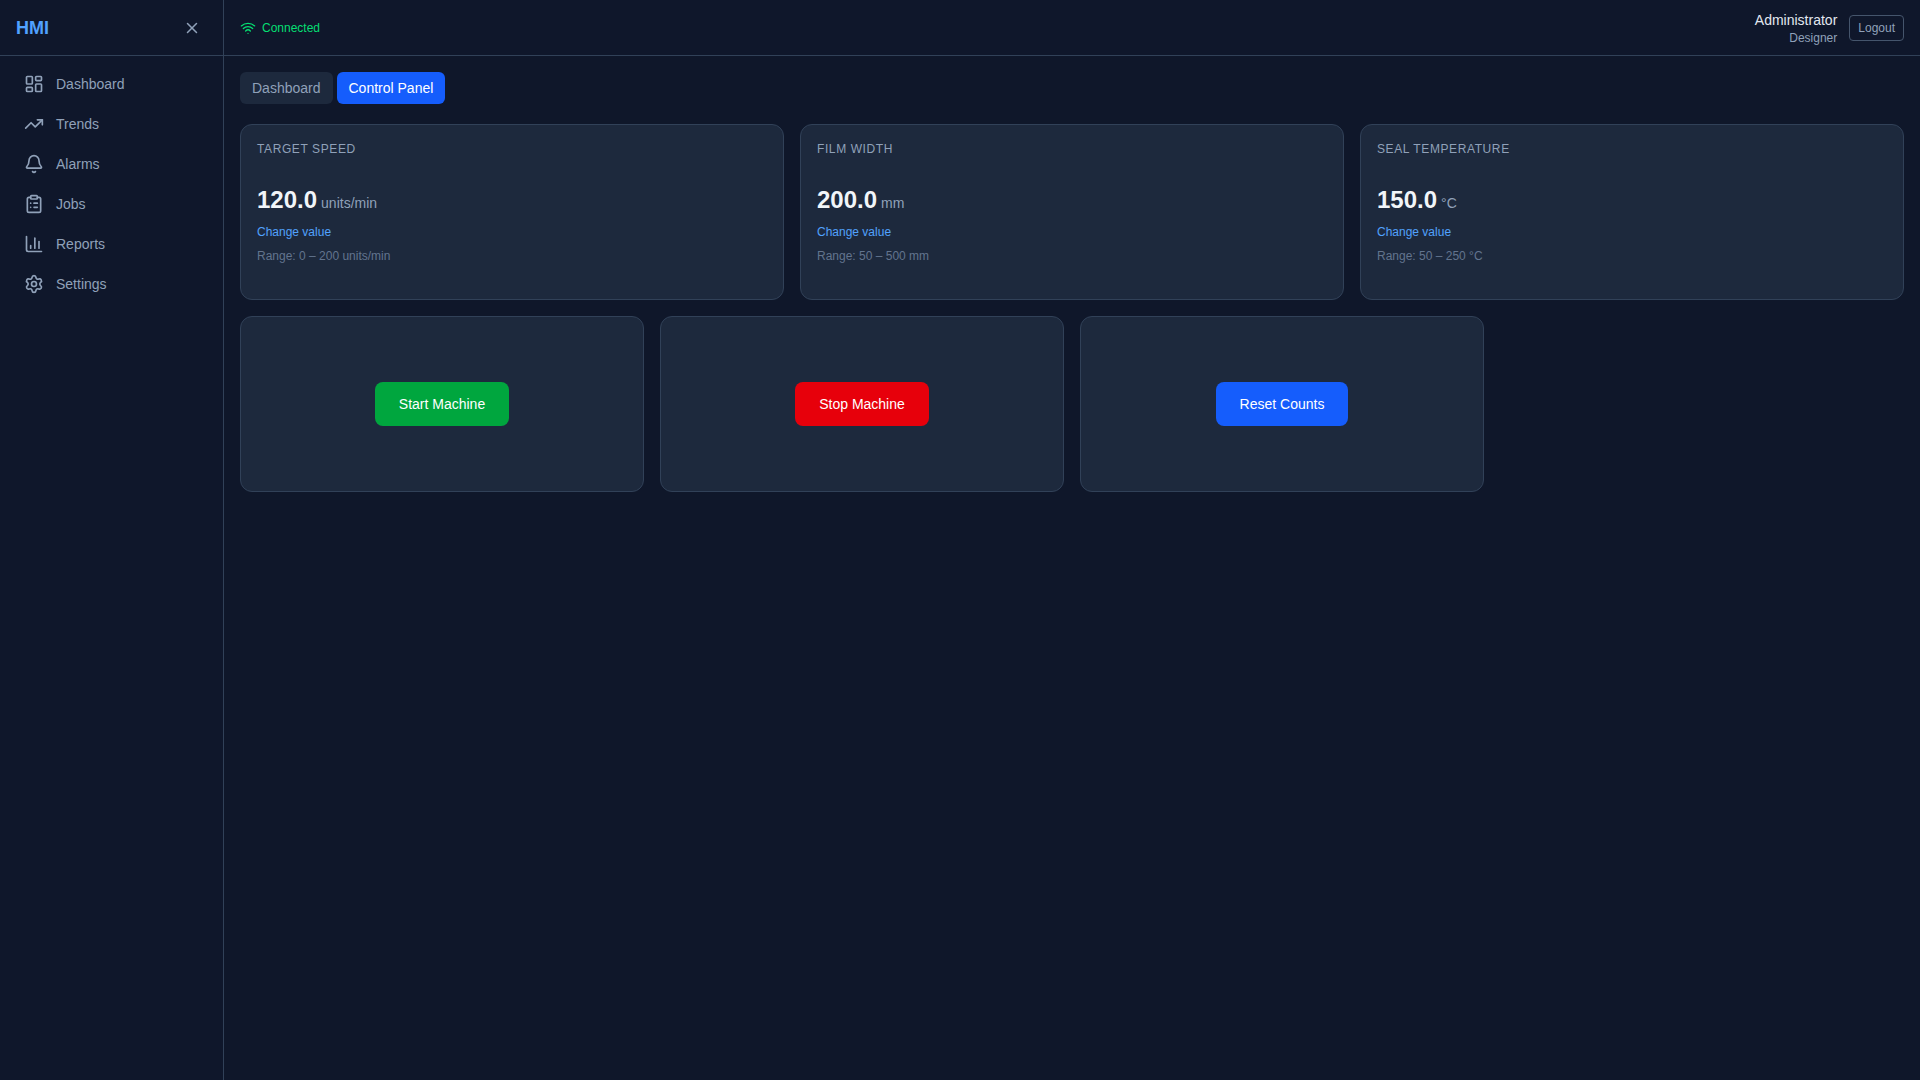 HMI
Connected
Administrator
Designer
Logout
Dashboard
Trends
Alarms
Jobs
Reports
Settings
Dashboard
Control Panel
TARGET SPEED
120.0 units/min
Change value
Range: 0 – 200 units/min
FILM WIDTH
200.0 mm
Change value
Range: 50 – 500 mm
SEAL TEMPERATURE
150.0 °C
Change value
Range: 50 – 250 °C
Start Machine
Stop Machine
Reset Counts